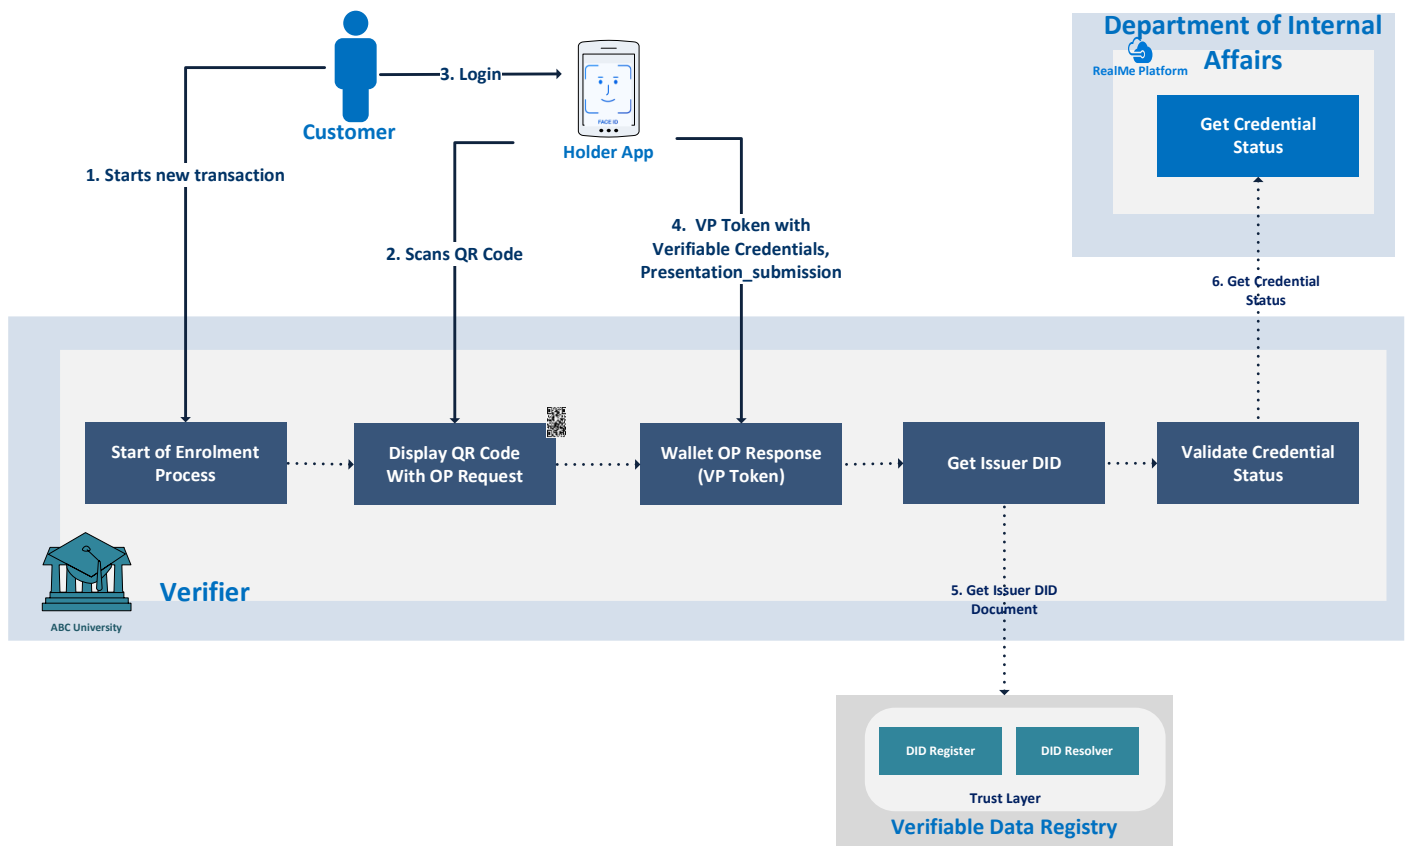 Department of Internal
Affairs
RealMe Platform
3. Login
FACE ID
Customer
Holder App
Get Credential
Status
1. Starts new transaction
4. VP Token with
Verifiable Credentials,
Presentation_submission
2. Scans QR Code
6. Get Credential
Status
Start of Enrolment
Process
Display QR Code
With OP Request
Wallet OP Response
(VP Token)
Get Issuer DID
Validate Credential
Status
Verifier
ABC University
5. Get Issuer DID
Document
DID Register
DID Resolver
Trust Layer
Verifiable Data Registry